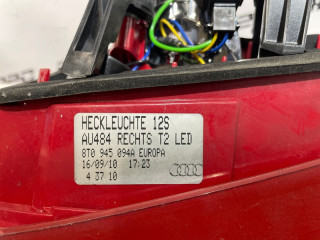 HECKLEUCHTE 12S
AU484 RECHTS T2 LED
8T0 945 094A EUROPA
16/09/10 17:23
4 37 10